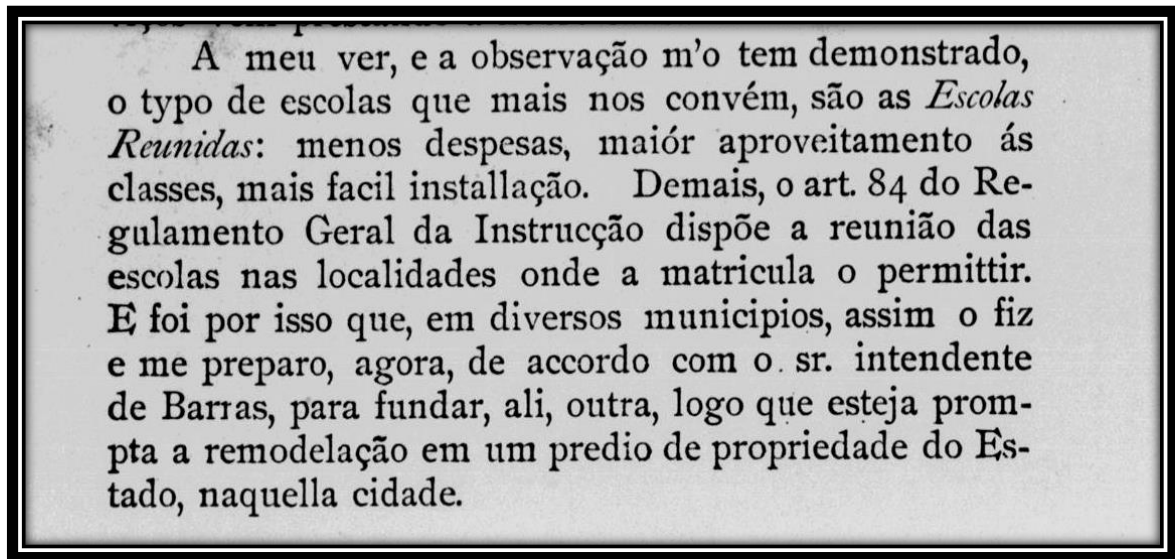 A meu ver, e a observação m'o tem demonstrado,
o typo de escolas que mais nos convém, são as Escolas
Reunidas: menos despesas, maiór aproveitamento ás
classes, mais facil installação. Demais, o art. 84 do Re-
gulamento Geral da Instrucção dispõe a reunião das
escolas nas localidades onde a matricula o permittir.
E foi por isso que, em diversos municipios, assim o fiz
e me preparo, agora, de accordo com o sr. intendente
de Barras, para fundar, ali, outra, logo que esteja prom-
pta a remodelação em um predio de propriedade do Es-
tado, naquella cidade.